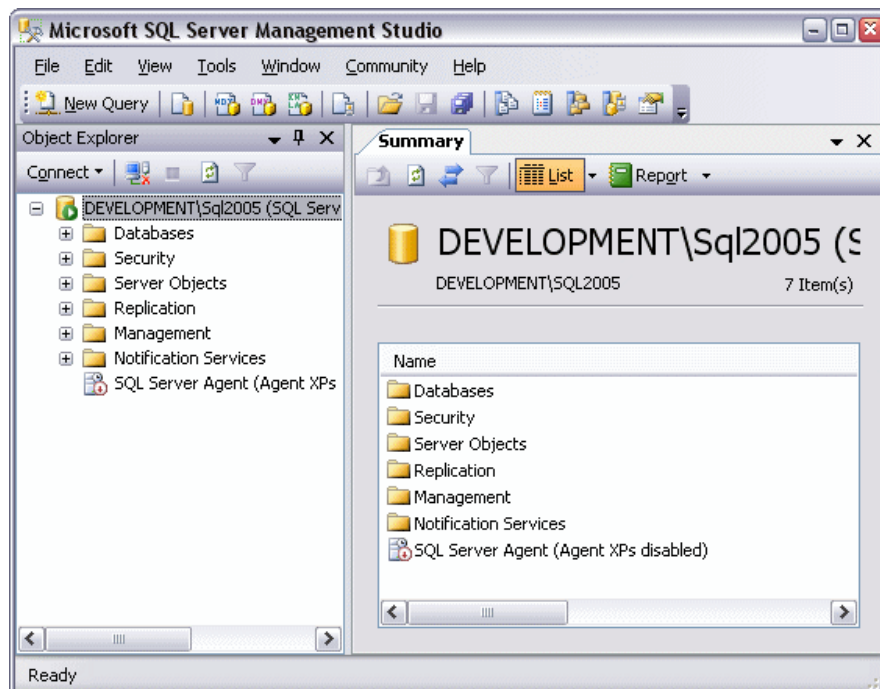 Microsoft SQL Server Management Studio
File Edit View Tools Window Community Help
New Query
Object Explorer
Connect
DEVELOPMENT\Sql2005 (SQL Serv
Databases
Security
Server Objects
Replication
Management
Notification Services
SQL Server Agent (Agent XPs
Summary
List Report
DEVELOPMENT\Sql2005 (S
DEVELOPMENT\SQL2005 7 Item(s)
Name
Databases
Security
Server Objects
Replication
Management
Notification Services
SQL Server Agent (Agent XPs disabled)
Ready